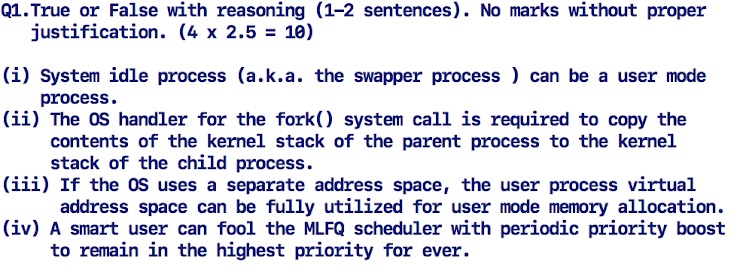 Q1.True or False with reasoning (1-2 sentences). No marks without proper
justification. (4 x 2.5 = 10)
(i) System idle process (a.k.a. the swapper process ) can be a user mode
process.
(ii) The OS handler for the fork() system call is required to copy the
contents of the kernel stack of the parent process to the kernel
stack of the child process.
(iii) If the OS uses a separate address space, the user process virtual
address space can be fully utilized for user mode memory allocation.
(iv) A smart user can fool the MLFQ scheduler with periodic priority boost
to remain in the highest priority for ever.